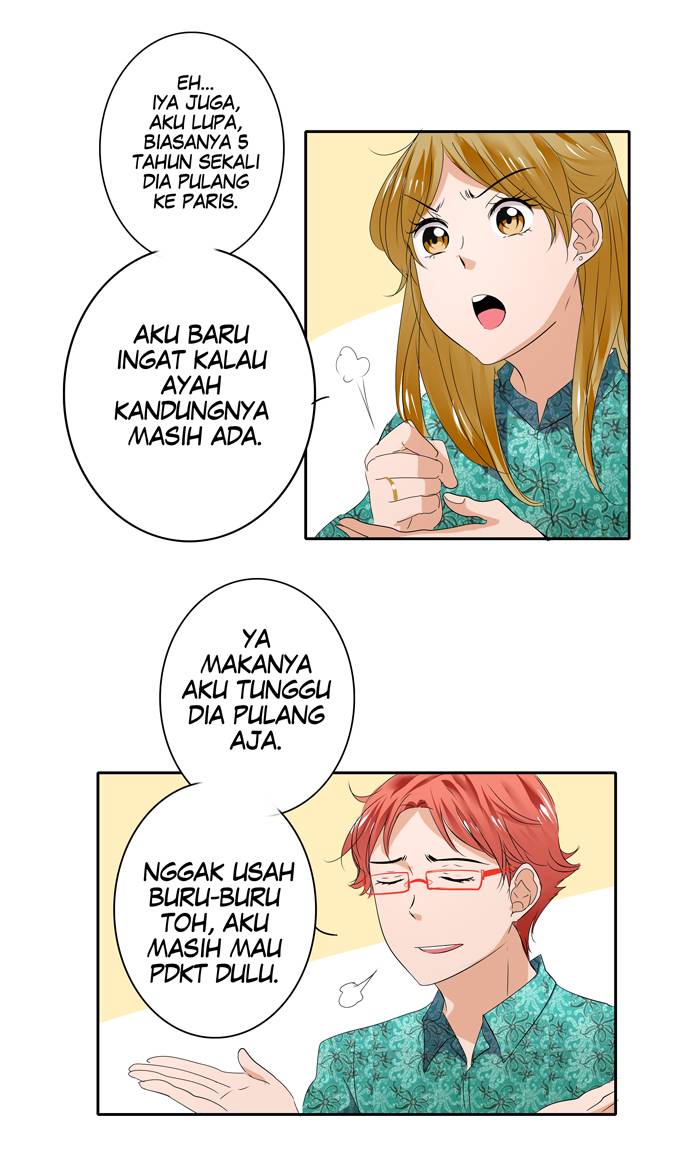 EH...
IYA JUGA,
AKU LUPA,
BIASANYA 5
TAHUN SEKALI
DIA PULANG
KE PARIS.
AKU BARU
INGAT KALAU
AYAH
KANDUNGNYA
MASIH ADA.
YA
MAKANYA
AKU TUNGGU
DIA PULANG
AJA.
NGGAK USAH
BURU-BURU
TOH, AKU
MASIH MAU
PDKT DULU.